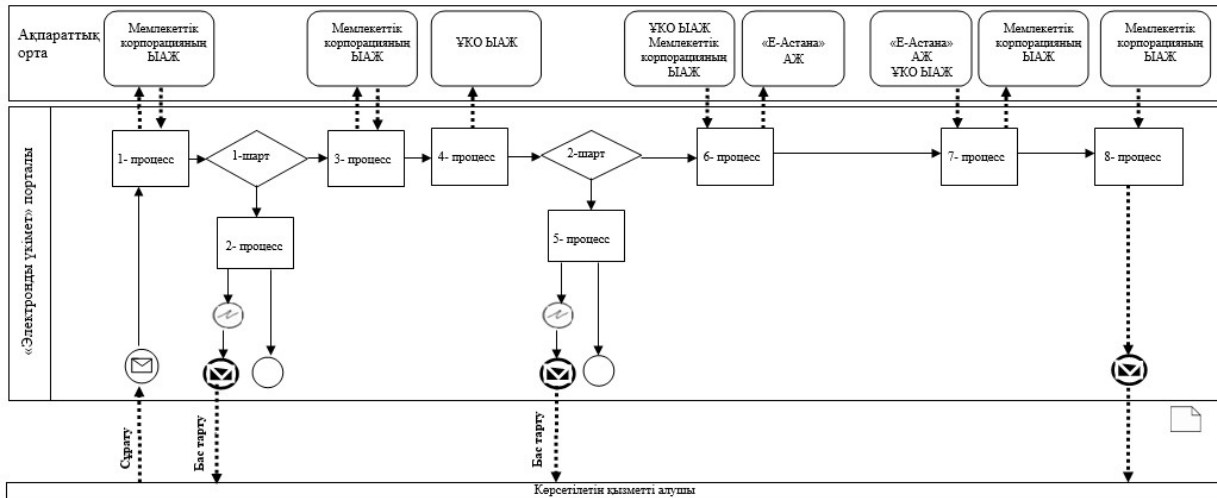 Ақпараттық
орта
Мемлекеттік
корпорацияның
ЫАЖ
Мемлекеттік
корпорацияның
ЫАЖ
ҰКО ЫАЖ
ҰКО ЫАЖ
Мемлекеттік
корпорацияның
ЫАЖ
«Е-Астана»
АЖ
«Е-Астана»
АЖ
ҰКО ЫАЖ
Мемлекеттік
корпорацияның
ЫАЖ
Мемлекеттік
корпорацияның
ЫАЖ
«Электронды үкімет» порталы
1- процесс
1-шарт
3- процесс
4- процесс
2-шарт
6- процесс
7- процесс
8- процесс
2- процесс
5- процесс
Сұрату
Бас тарту
Бас тарту
Көрсетілетін қызметті алушы